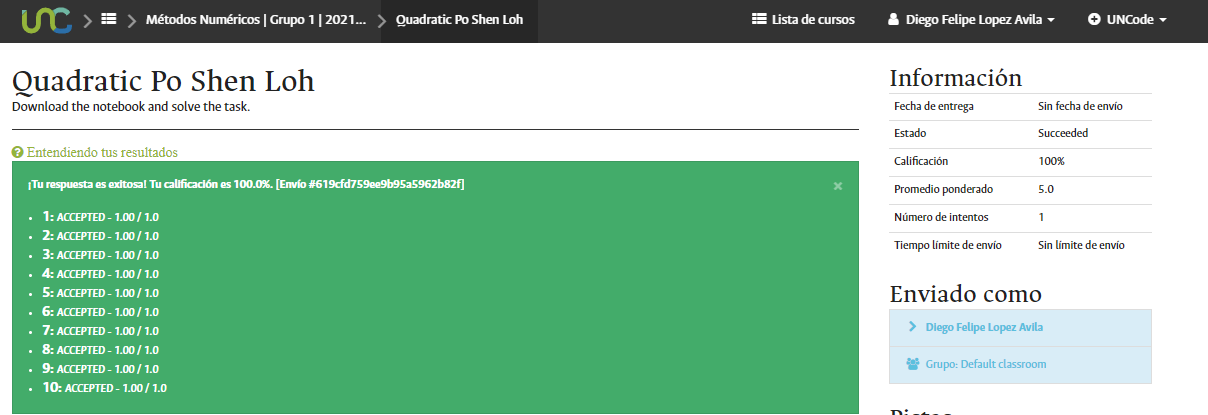 UNC
Métodos Numéricos | Grupo 1 | 2021...
Quadratic Po Shen Loh
Lista de cursos
Diego Felipe Lopez Avila
UNCode
Quadratic Po Shen Loh
Download the notebook and solve the task.
Entendiendo tus resultados
¡Tu respuesta es exitosa! Tu calificación es 100.0%. [Envío #619cfd759ee9b95a5962b82f]
×
• 1: ACCEPTED - 1.00 / 1.0
• 2: ACCEPTED - 1.00 / 1.0
• 3: ACCEPTED - 1.00 / 1.0
• 4: ACCEPTED - 1.00 / 1.0
• 5: ACCEPTED - 1.00 / 1.0
• 6: ACCEPTED - 1.00 / 1.0
• 7: ACCEPTED - 1.00 / 1.0
• 8: ACCEPTED - 1.00 / 1.0
• 9: ACCEPTED - 1.00 / 1.0
• 10: ACCEPTED - 1.00 / 1.0
Información
Fecha de entrega Sin fecha de envío
Estado Succeeded
Calificación 100%
Promedio ponderado 5.0
Número de intentos 1
Tiempo límite de envío Sin límite de envío
Enviado como
Diego Felipe Lopez Avila
Grupo: Default classroom